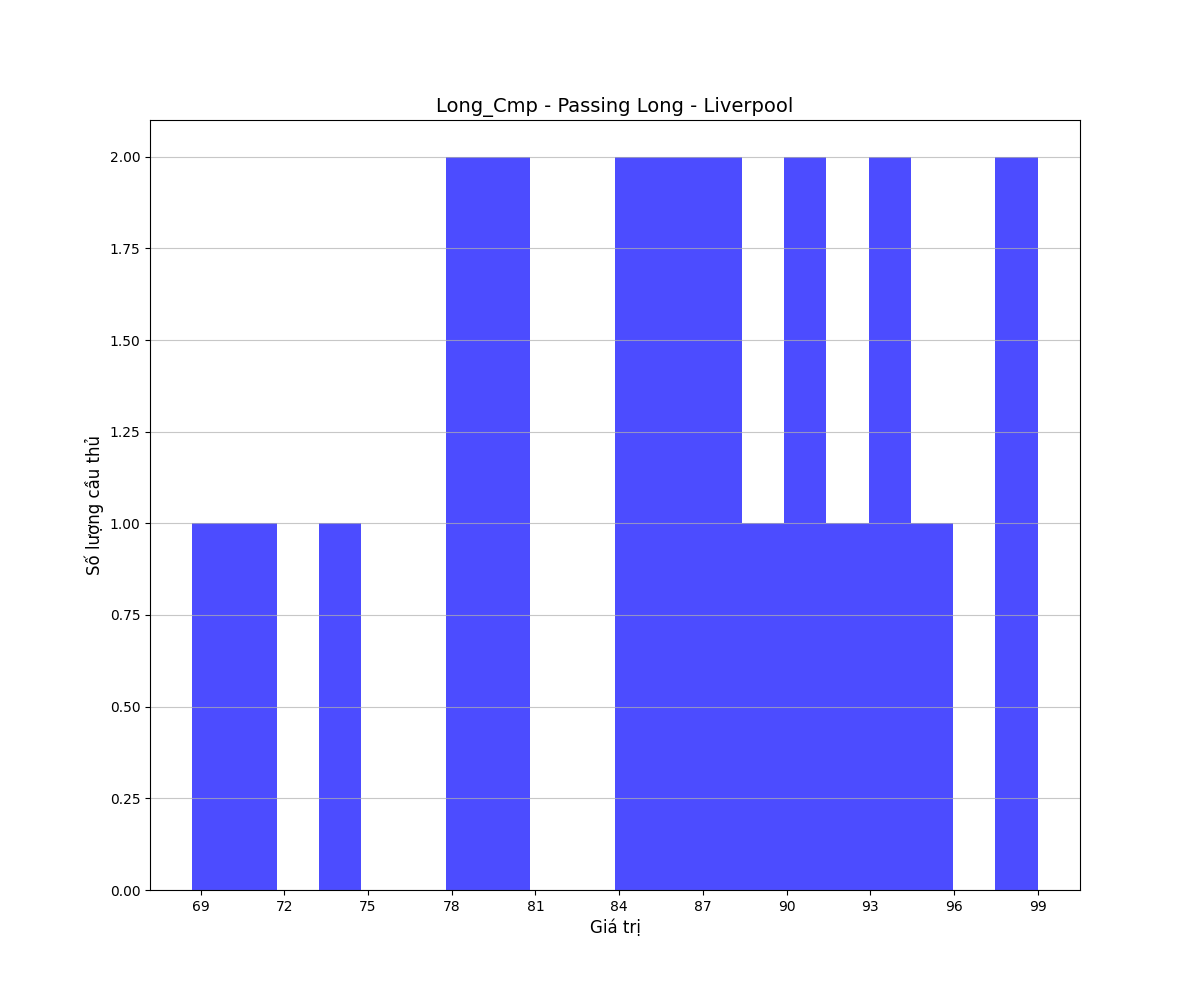 Long_Cmp - Passing Long - Liverpool
Số lượng cầu thủ
2.00
1.75
1.50
1.25
1.00
0.75
0.50
0.25
0.00
69 72 75 78 81 84 87 90 93 96 99
Giá trị